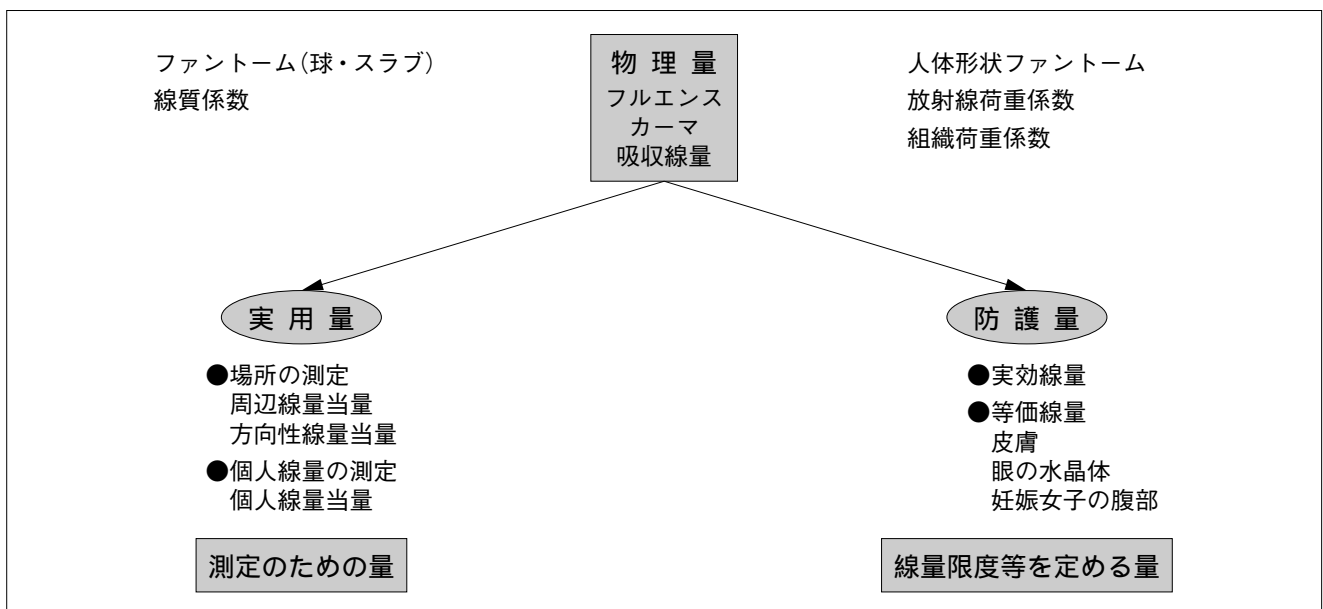 ファントーム(球・スラブ)
線質係数
物理量
フルエンス
カーマ
吸収線量
人体形状ファントーム
放射線荷重係数
組織荷重係数
実用量
●場所の測定
周辺線量当量
方向性線量当量
●個人線量の測定
個人線量当量
測定のための量
防護量
●実効線量
●等価線量
皮膚
眼の水晶体
妊娠女子の腹部
線量限度等を定める量